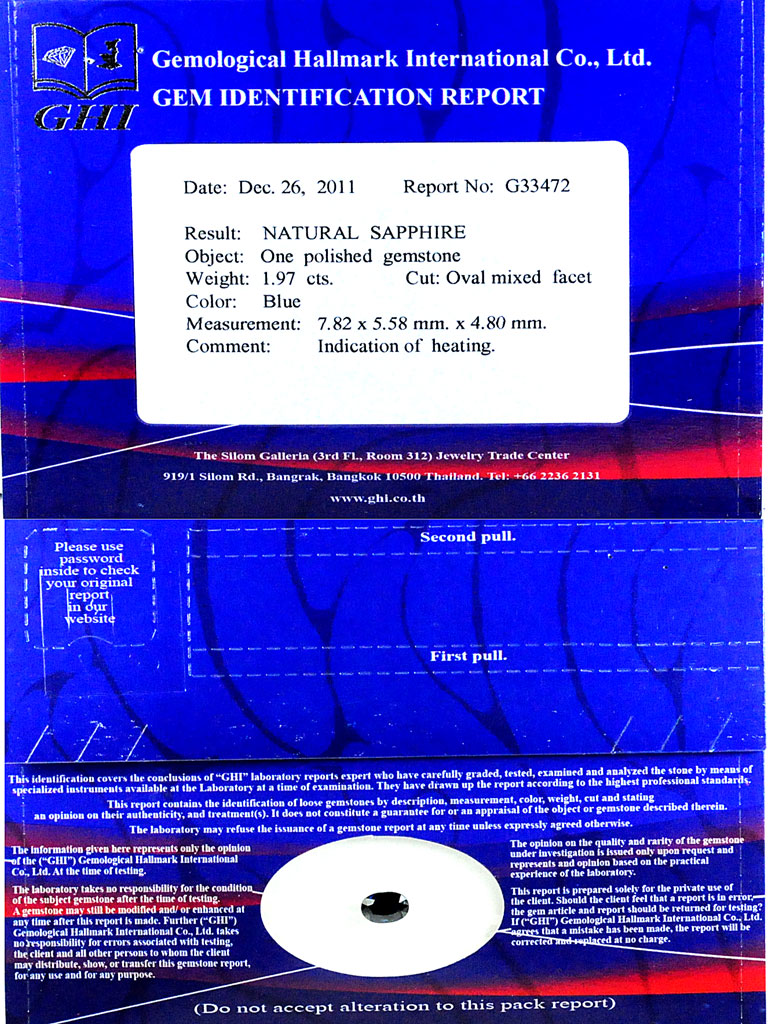 GHI
Gemological Hallmark International Co., Ltd.
GEM IDENTIFICATION REPORT
Date: Dec. 26, 2011 Report No: G33472
Result: NATURAL SAPPHIRE
Object: One polished gemstone
Weight: 1.97 cts. Cut: Oval mixed facet
Color: Blue
Measurement: 7.82 x 5.58 mm. x 4.80 mm.
Comment: Indication of heating.
The Silom Galleria (3rd Fl., Room 312) Jewelry Trade Center
919/1 Silom Rd., Bangrak, Bangkok 10500 Thailand. Tel: +66 2236 2131
www.ghi.co.th
Please use
password
inside to check
your original
report
in our
website
Second pull.
First pull.
This identification covers the conclusions of “GHI” laboratory reports expert who have carefully graded, tested, examined and analyzed the stone by means of
specialized instruments available at the Laboratory at a time of examination. They have drawn up the report according to the highest professional standards.
This report contains the identification of loose gemstones by description, measurement, color, weight, cut and stating
an opinion on their authenticity, and treatment(s). It does not constitute a guarantee for or an appraisal of the object or gemstone described therein.
The laboratory may refuse the issuance of a gemstone report at any time unless expressly agreed otherwise.
The information given here represents only the opinion
of the (“GHI”) Gemological Hallmark International
Co., Ltd. At the time of testing.
The laboratory takes no responsibility for the condition
of the subject gemstone after the time of testing.
A gemstone may still be modified and/ or enhanced at
any time after this report is made. Further (“GHI”)
Gemological Hallmark International Co., Ltd. takes
no responsibility for errors associated with testing,
the client and all other persons to whom the client
may distribute, show, or transfer this gemstone report,
for any use and for any purpose.
The opinion on the quality and rarity of the gemstone
under investigation is issued only upon request and
represents and opinion based on the practical
experience of the laboratory.
This report is prepared solely for the private use of
the client. Should the client feel that a report is in error,
the gem article and report should be returned for testing?
If (“GHI”) Gemological Hallmark International Co., Ltd.
agrees that a mistake has been made, the report will be
corrected and replaced at no charge.
(Do not accept alteration to this pack report)